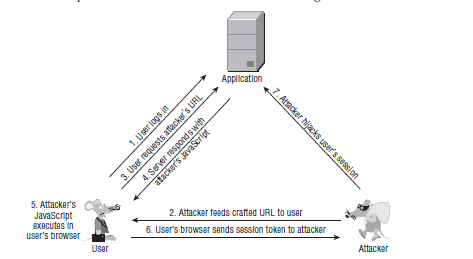 Application
1. User logs in
3. User requests attacker's URL
4. Server responds with
attacker's JavaScript
7. Attacker hijacks user's session
5. Attacker's
JavaScript
executes in
user's browser
2. Attacker feeds crafted URL to user
6. User's browser sends session token to attacker
User
Attacker